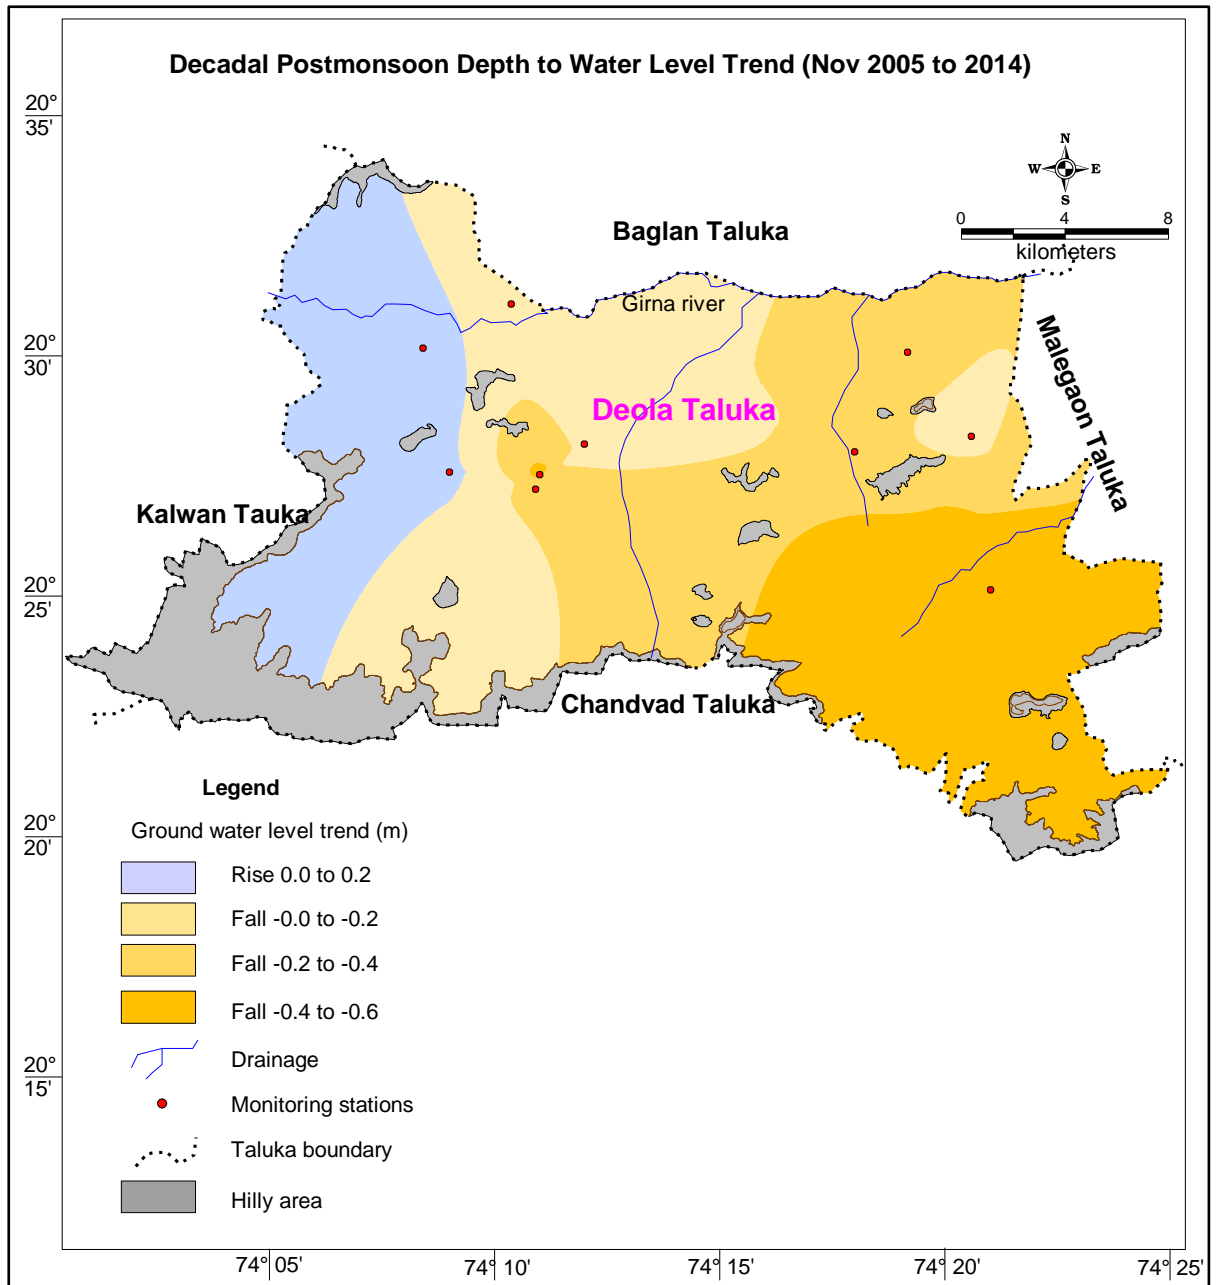 Decadal Postmonsoon Depth to Water Level Trend (Nov 2005 to 2014)
20°
35'
N
W E
S
0 4 8
kilometers
Baglan Taluka
Girna river
20°
30'
Malegaon Taluka
Deola Taluka
Kalwan Tauka
20°
25'
Chandvad Taluka
Legend
Ground water level trend (m)
20°
20'
Rise 0.0 to 0.2
Fall -0.0 to -0.2
Fall -0.2 to -0.4
Fall -0.4 to -0.6
Drainage
20°
15'
Monitoring stations
Taluka boundary
Hilly area
74° 05' 74° 10' 74° 15' 74° 20' 74° 25'